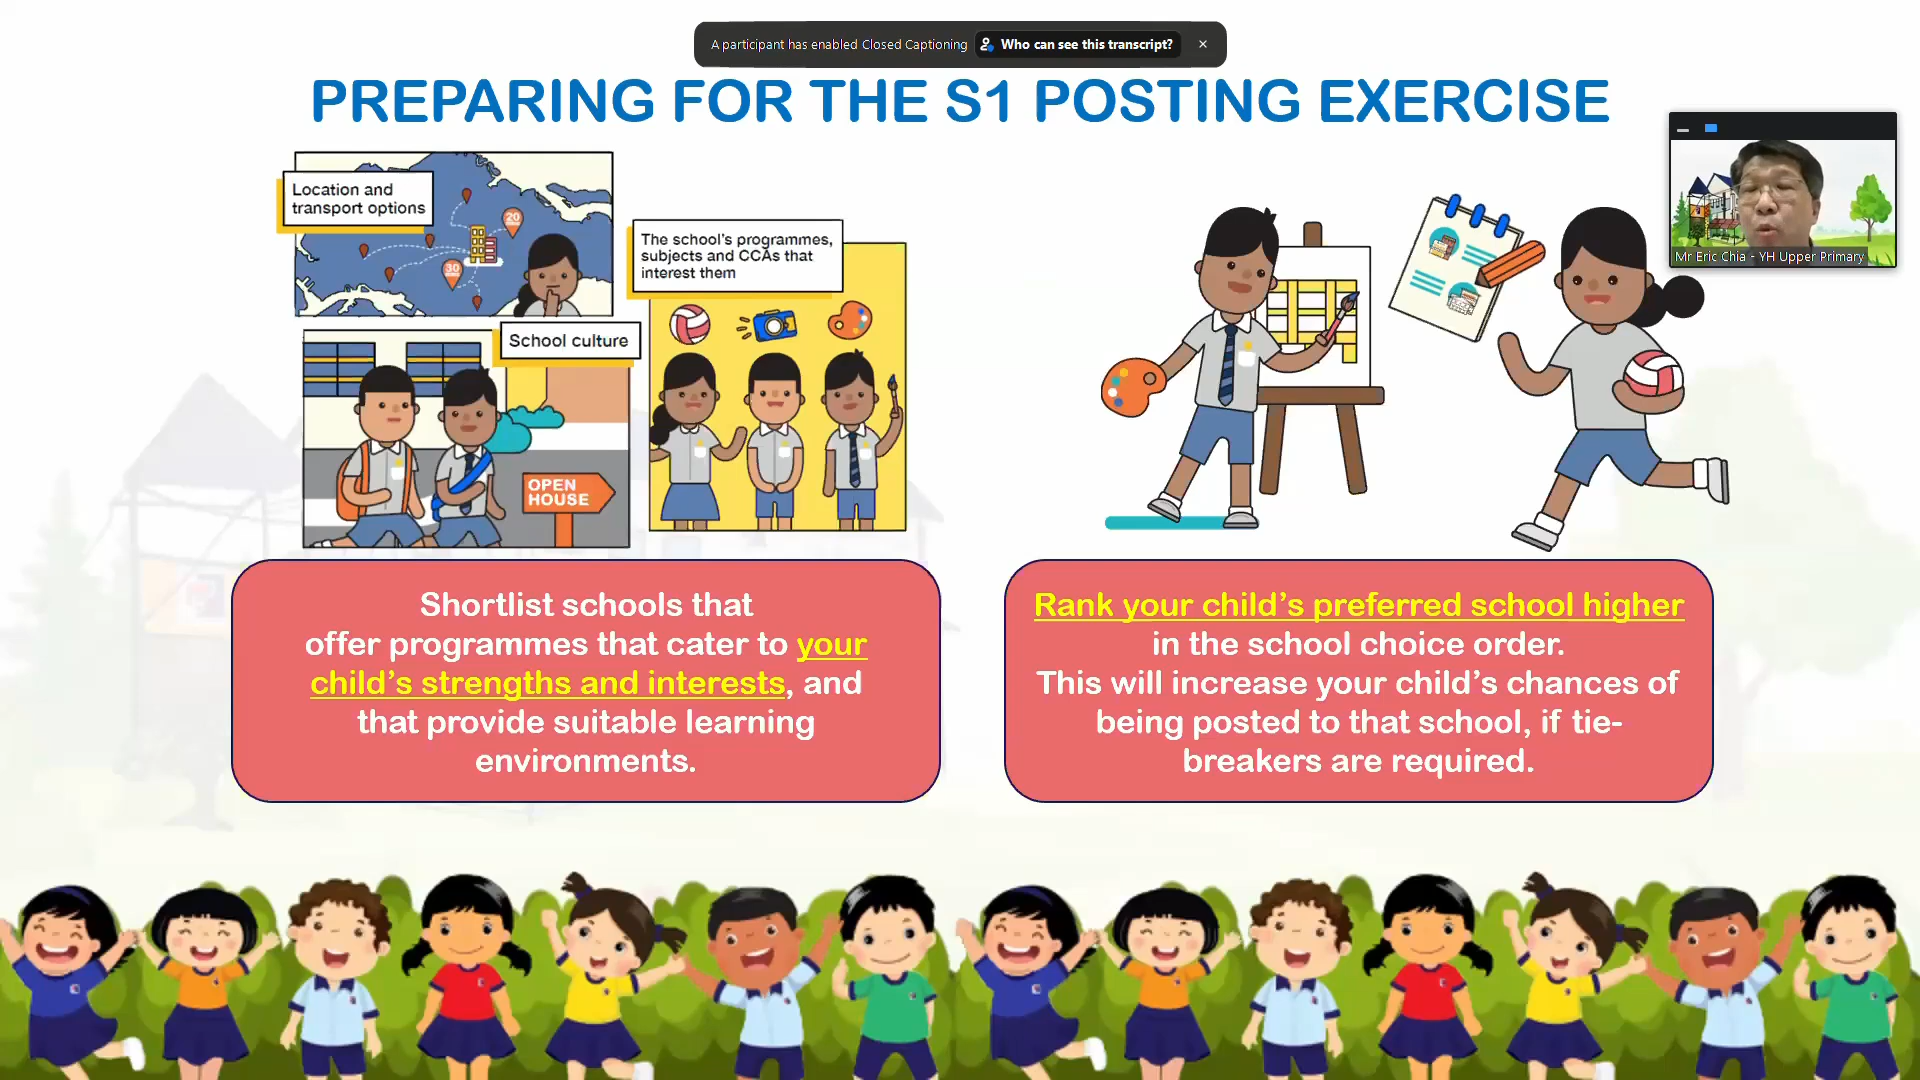 A participant has enabled Closed Captioning Who can see this transcript? ×
PREPARING FOR THE S1 POSTING EXERCISE
Location and
transport options
20
30
The school's programmes,
subjects and CCAs that
interest them
School culture
OPEN
HOUSE
Mr Eric Chia - YH Upper Primary
Shortlist schools that
offer programmes that cater to your
child's strengths and interests, and
that provide suitable learning
environments.
Rank your child's preferred school higher
in the school choice order.
This will increase your child's chances of
being posted to that school, if tie-
breakers are required.